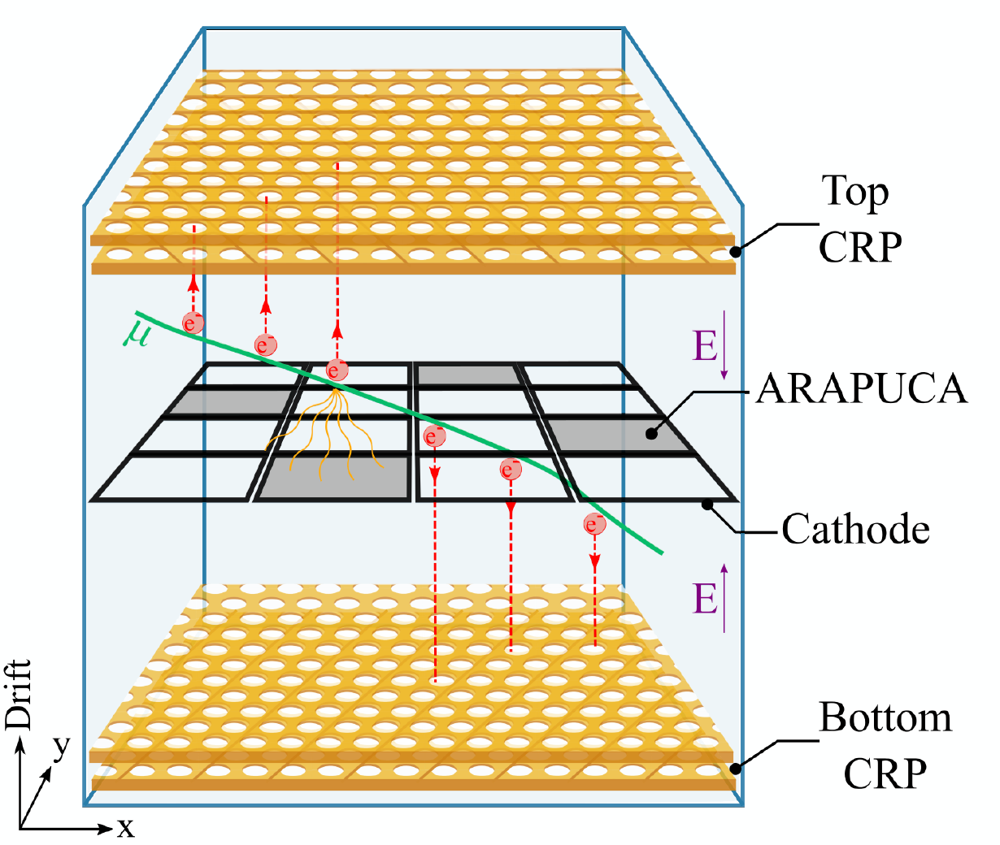 Top
CRP
μ
e⁻
e⁻
e⁻
E
ARAPUCA
e⁻
e⁻
e⁻
Cathode
E
Drift
y
x
Bottom
CRP